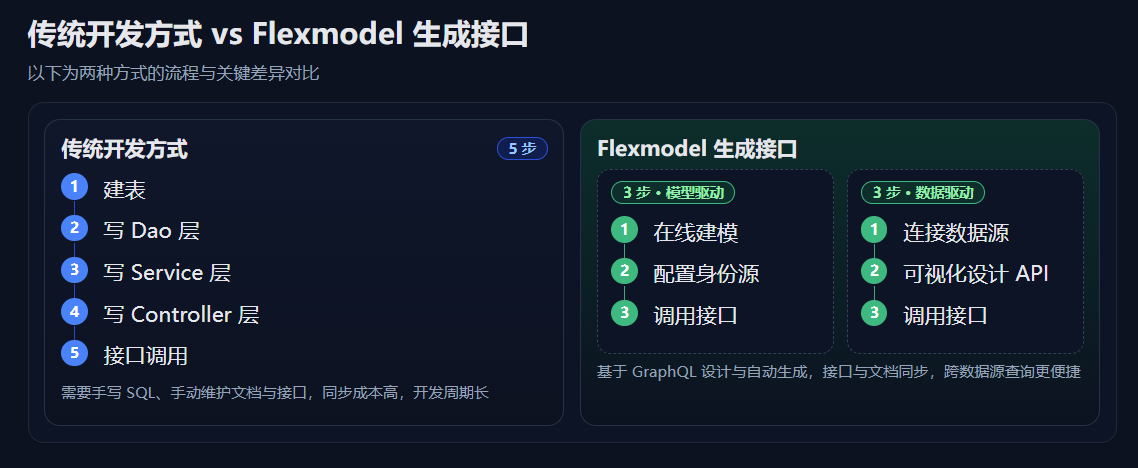 传统开发方式 vs Flexmodel 生成接口
以下为两种方式的流程与关键差异对比
传统开发方式
5 步
1 建表
2 写 Dao 层
3 写 Service 层
4 写 Controller 层
5 接口调用
需要手写 SQL、手动维护文档与接口，同步成本高，开发周期长
Flexmodel 生成接口
3 步 • 模型驱动
1 在线建模
2 配置身份源
3 调用接口
3 步 • 数据驱动
1 连接数据源
2 可视化设计 API
3 调用接口
基于 GraphQL 设计与自动生成，接口与文档同步，跨数据源查询更便捷